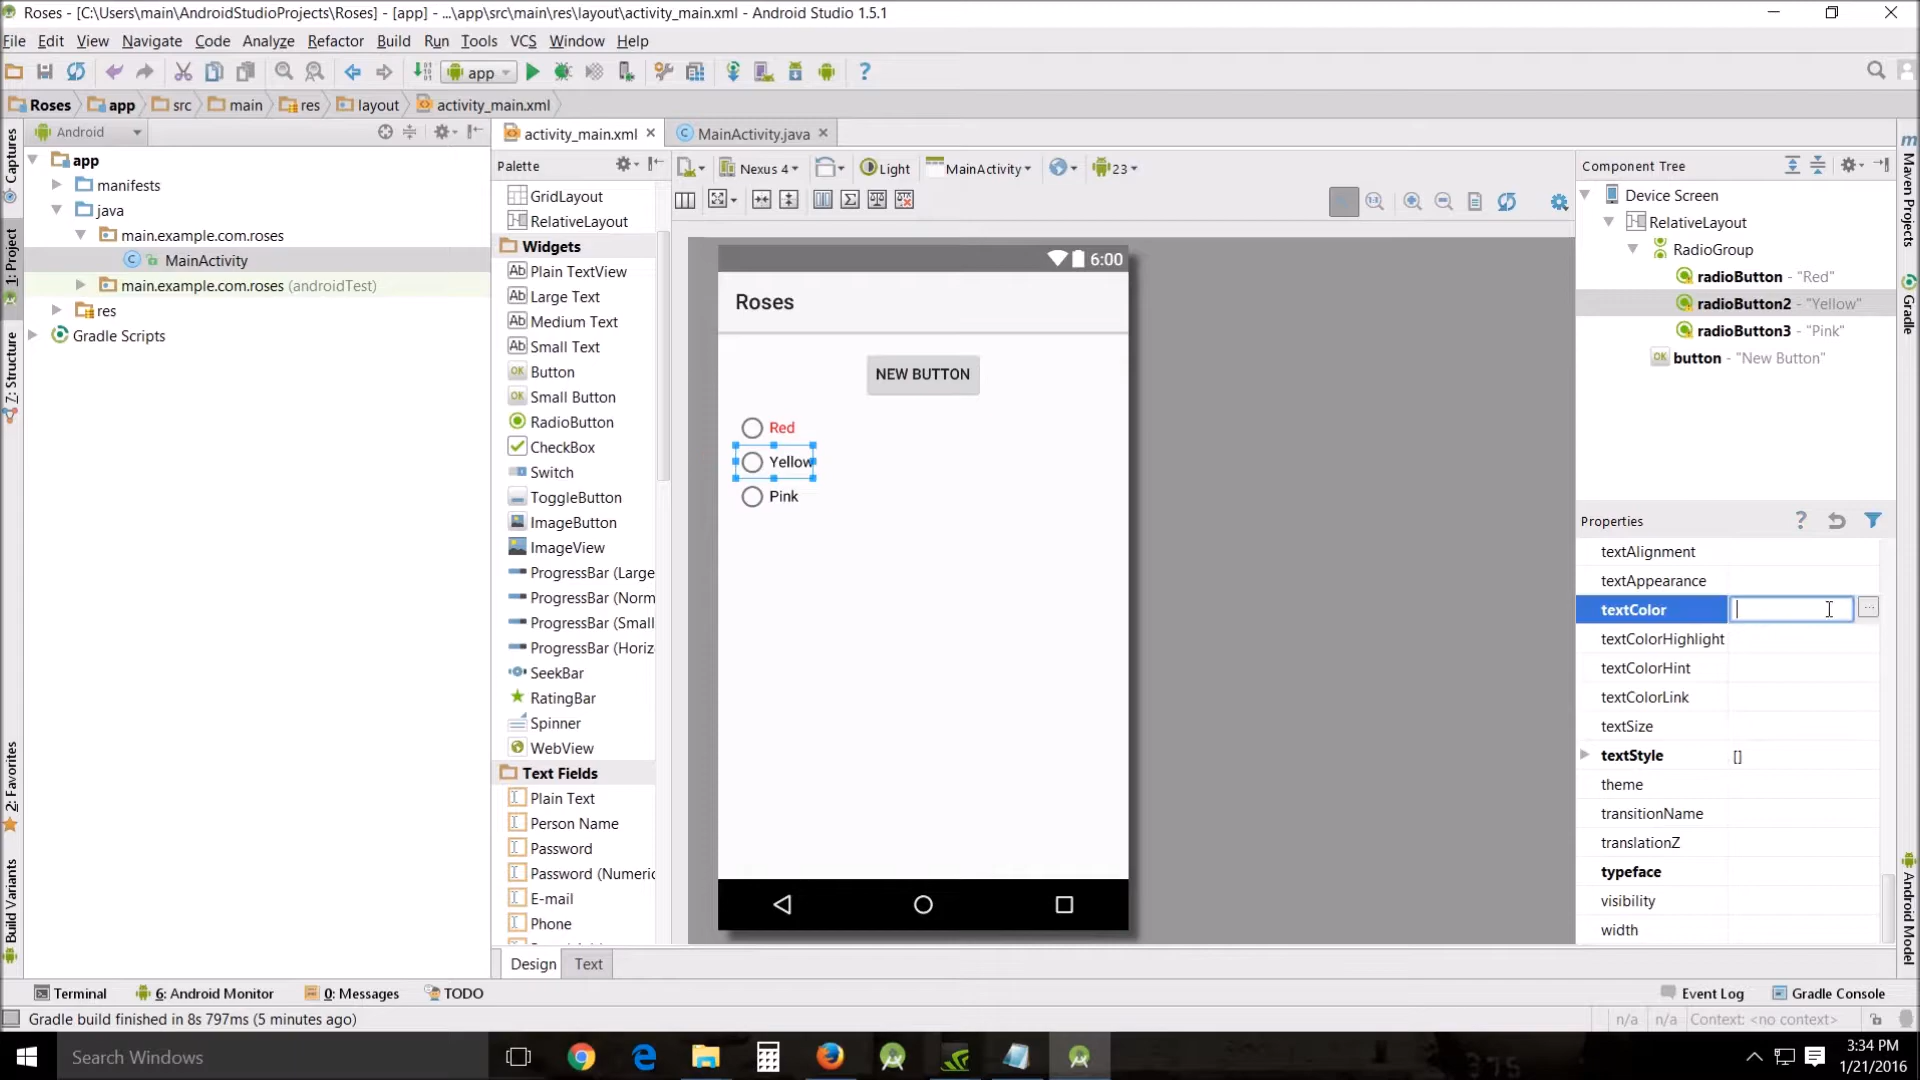 Roses - [C:\Users\main\AndroidStudioProjects\Roses] - [app] - ...\app\src\main\res\layout\activity_main.xml - Android Studio 1.5.1
File Edit View Navigate Code Analyze Refactor Build Run Tools VCS Window Help
app
Roses app src main res layout activity_main.xml
Captures
1: Project
7: Structure
2: Favorites
Build Variants
Android
app
manifests
java
main.example.com.roses
MainActivity
main.example.com.roses (androidTest)
res
Gradle Scripts
activity_main.xml MainActivity.java
Palette
GridLayout
RelativeLayout
Widgets
Plain TextView
Large Text
Medium Text
Small Text
Button
Small Button
RadioButton
CheckBox
Switch
ToggleButton
ImageButton
ImageView
ProgressBar (Large
ProgressBar (Norm
ProgressBar (Small
ProgressBar (Horiz
SeekBar
RatingBar
Spinner
WebView
Text Fields
Plain Text
Person Name
Password
Password (Numeric
E-mail
Phone
Nexus 4 Light MainActivity 23
6:00
Roses
NEW BUTTON
Red
Yellow
Pink
Design Text
Component Tree
Device Screen
RelativeLayout
RadioGroup
radioButton - "Red"
radioButton2 - "Yellow"
radioButton3 - "Pink"
button - "New Button"
Properties
textAlignment
textAppearance
textColor
textColorHighlight
textColorHint
textColorLink
textSize
textStyle []
theme
transitionName
translationZ
typeface
visibility
width
Maven Projects
Gradle
Android Model
Terminal 6: Android Monitor 0: Messages TODO Event Log Gradle Console
Gradle build finished in 8s 797ms (5 minutes ago) n/a n/a Context: <no context>
Search Windows
3:34 PM
1/21/2016